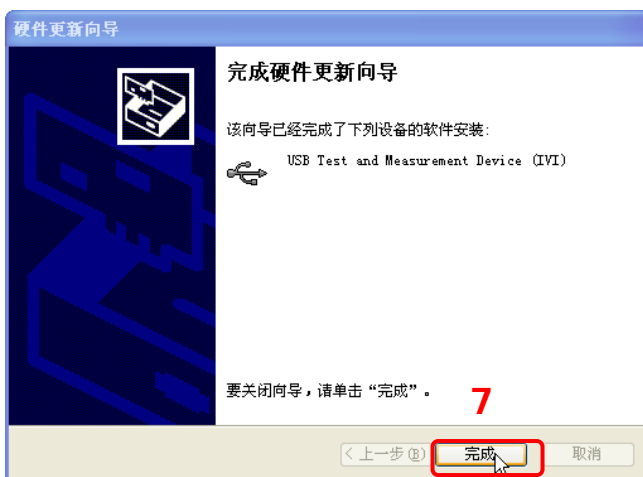 硬件更新向导
完成硬件更新向导
该向导已经完成了下列设备的软件安装:
USB Test and Measurement Device (IVI)
要关闭向导，请单击“完成”。
7
< 上一步(B)
完成
取消